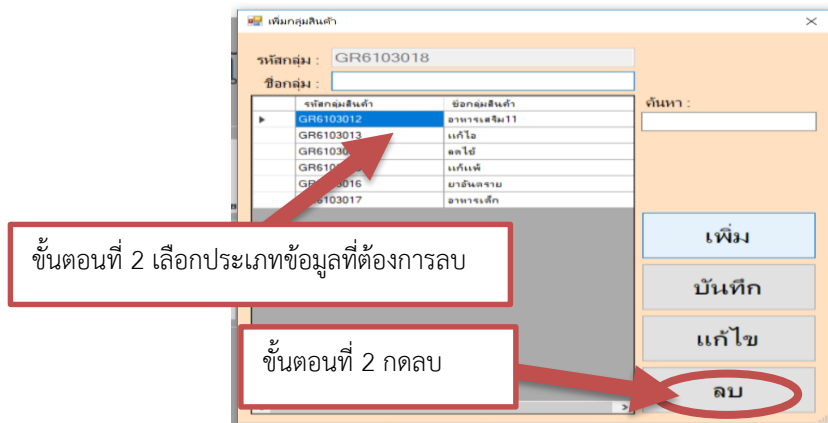 เพิ่มกลุ่มสินค้า
รหัสกลุ่ม : GR6103018
ชื่อกลุ่ม :
รหัสกลุ่มสินค้า ชื่อกลุ่มสินค้า
GR6103012 อาหารเสริม11
GR6103013 แก้ไอ
ลดไข้
แก้แพ้
ยาอันตราย
อาหารเด็ก
ค้นหา :
ขั้นตอนที่ 2 เลือกประเภทข้อมูลที่ต้องการลบ
ขั้นตอนที่ 2 กดลบ
เพิ่ม
บันทึก
แก้ไข
ลบ